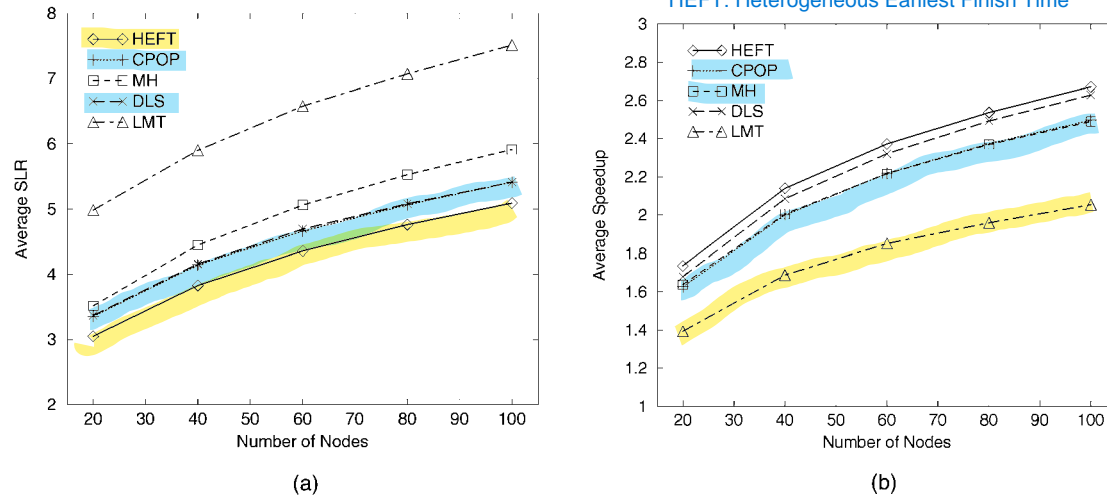 HEFT: Heterogeneous Earliest Finish Time
8
7
6
5
4
3
2
Average SLR
HEFT
CPOP
MH
DLS
LMT
20 30 40 50 60 70 80 90 100
Number of Nodes
(a)
3
2.8
2.6
2.4
2.2
2
1.8
1.6
1.4
1.2
1
Average Speedup
HEFT
CPOP
MH
DLS
LMT
20 30 40 50 60 70 80 90 100
Number of Nodes
(b)